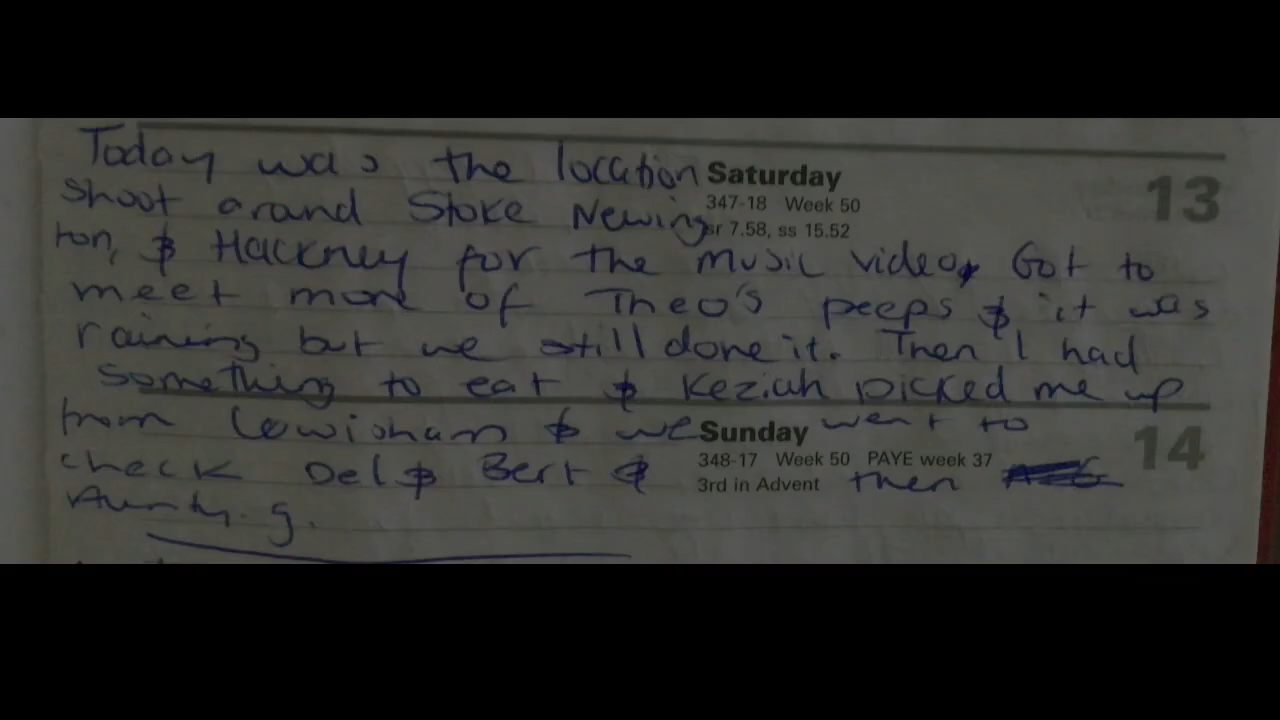 Today was the location Saturday 13
shoot around Stoke Newing 347-18 Week 50
sr 7.58, ss 15.52
ton, & Hackney for the music video, Got to
meet more of Theo's peeps & it was
raining but we still done it. Then I had
something to eat & Keziah picked me up
from Lewisham & we Sunday went to 14
348-17 Week 50 PAYE week 37
check Del & Bert & 3rd in Advent then
Aunty. g.